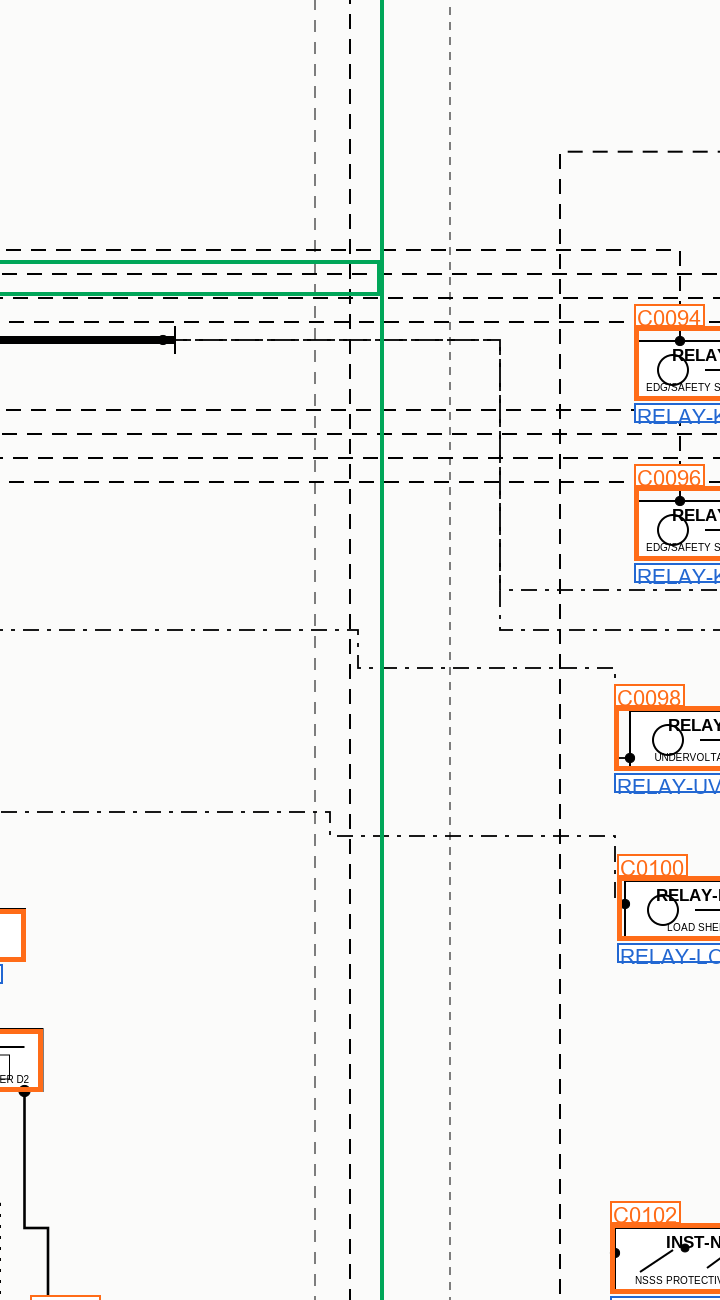 C0094
RELAY
EDG/SAFETY S
RELAY-K
C0096
RELAY
EDG/SAFETY S
RELAY-K
C0098
RELAY
UNDERVOLTA
RELAY-UV
C0100
RELAY-
LOAD SHE
RELAY-LO
ER D2
C0102
INST-N
NSSS PROTECTIV